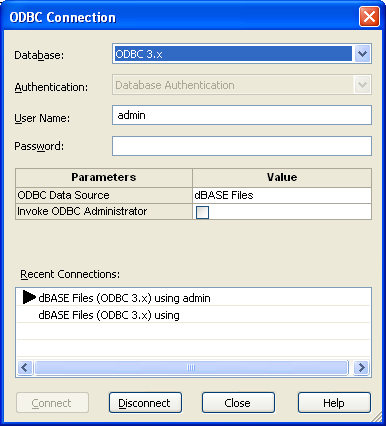 ODBC Connection
Database: ODBC 3.x
Authentication: Database Authentication
User Name: admin
Password:
Parameters Value
ODBC Data Source dBASE Files
Invoke ODBC Administrator
Recent Connections:
dBASE Files (ODBC 3.x) using admin
dBASE Files (ODBC 3.x) using
Connect Disconnect Close Help